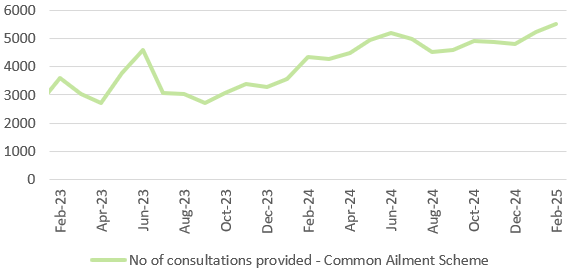 6000
5000
4000
3000
2000
1000
0
Feb-23
Apr-23
Jun-23
Aug-23
Oct-23
Dec-23
Feb-24
Apr-24
Jun-24
Aug-24
Oct-24
Dec-24
Feb-25
No of consultations provided - Common Ailment Scheme